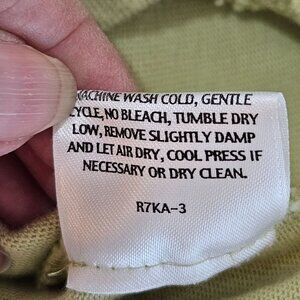 MACHINE WASH COLD, GENTLE
CYCLE, NO BLEACH, TUMBLE DRY
LOW, REMOVE SLIGHTLY DAMP
AND LET AIR DRY, COOL PRESS IF
NECESSARY OR DRY CLEAN.
R7KA-3